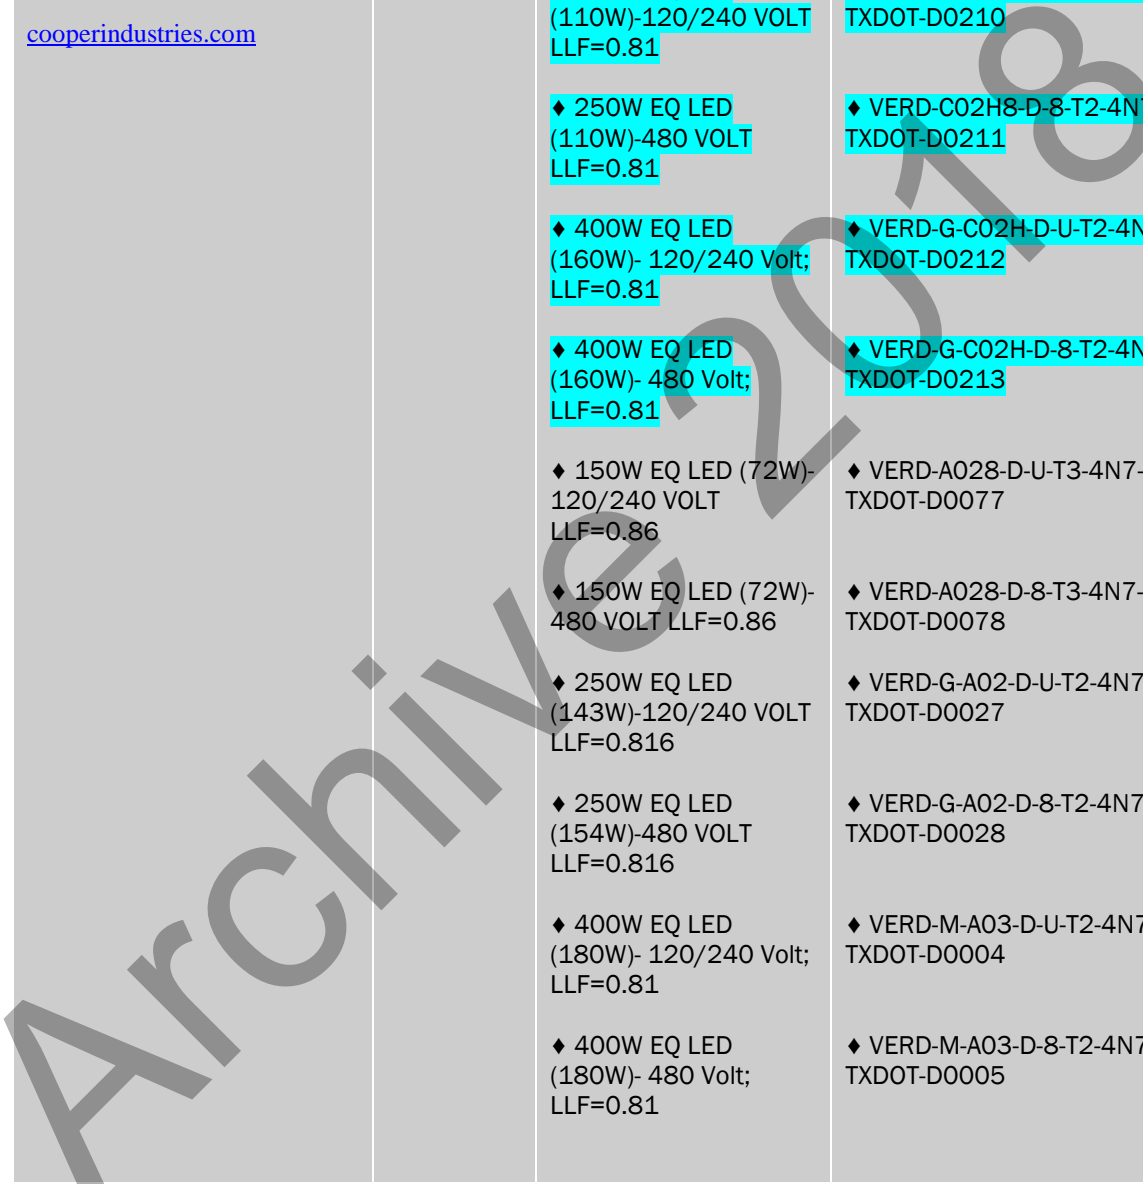 cooperindustries.com
(110W)-120/240 VOLT
LLF=0.81
TXDOT-D0210
♦ 250W EQ LED
(110W)-480 VOLT
LLF=0.81
♦ VERD-C02H8-D-8-T2-4N7
TXDOT-D0211
♦ 400W EQ LED
(160W)- 120/240 Volt;
LLF=0.81
♦ VERD-G-C02H-D-U-T2-4N
TXDOT-D0212
♦ 400W EQ LED
(160W)- 480 Volt;
LLF=0.81
♦ VERD-G-C02H-D-8-T2-4N
TXDOT-D0213
♦ 150W EQ LED (72W)-
120/240 VOLT
LLF=0.86
♦ VERD-A028-D-U-T3-4N7-
TXDOT-D0077
♦ 150W EQ LED (72W)-
480 VOLT LLF=0.86
♦ VERD-A028-D-8-T3-4N7-
TXDOT-D0078
♦ 250W EQ LED
(143W)-120/240 VOLT
LLF=0.816
♦ VERD-G-A02-D-U-T2-4N7
TXDOT-D0027
♦ 250W EQ LED
(154W)-480 VOLT
LLF=0.816
♦ VERD-G-A02-D-8-T2-4N7
TXDOT-D0028
♦ 400W EQ LED
(180W)- 120/240 Volt;
LLF=0.81
♦ VERD-M-A03-D-U-T2-4N7
TXDOT-D0004
♦ 400W EQ LED
(180W)- 480 Volt;
LLF=0.81
♦ VERD-M-A03-D-8-T2-4N7
TXDOT-D0005
Archive 2018